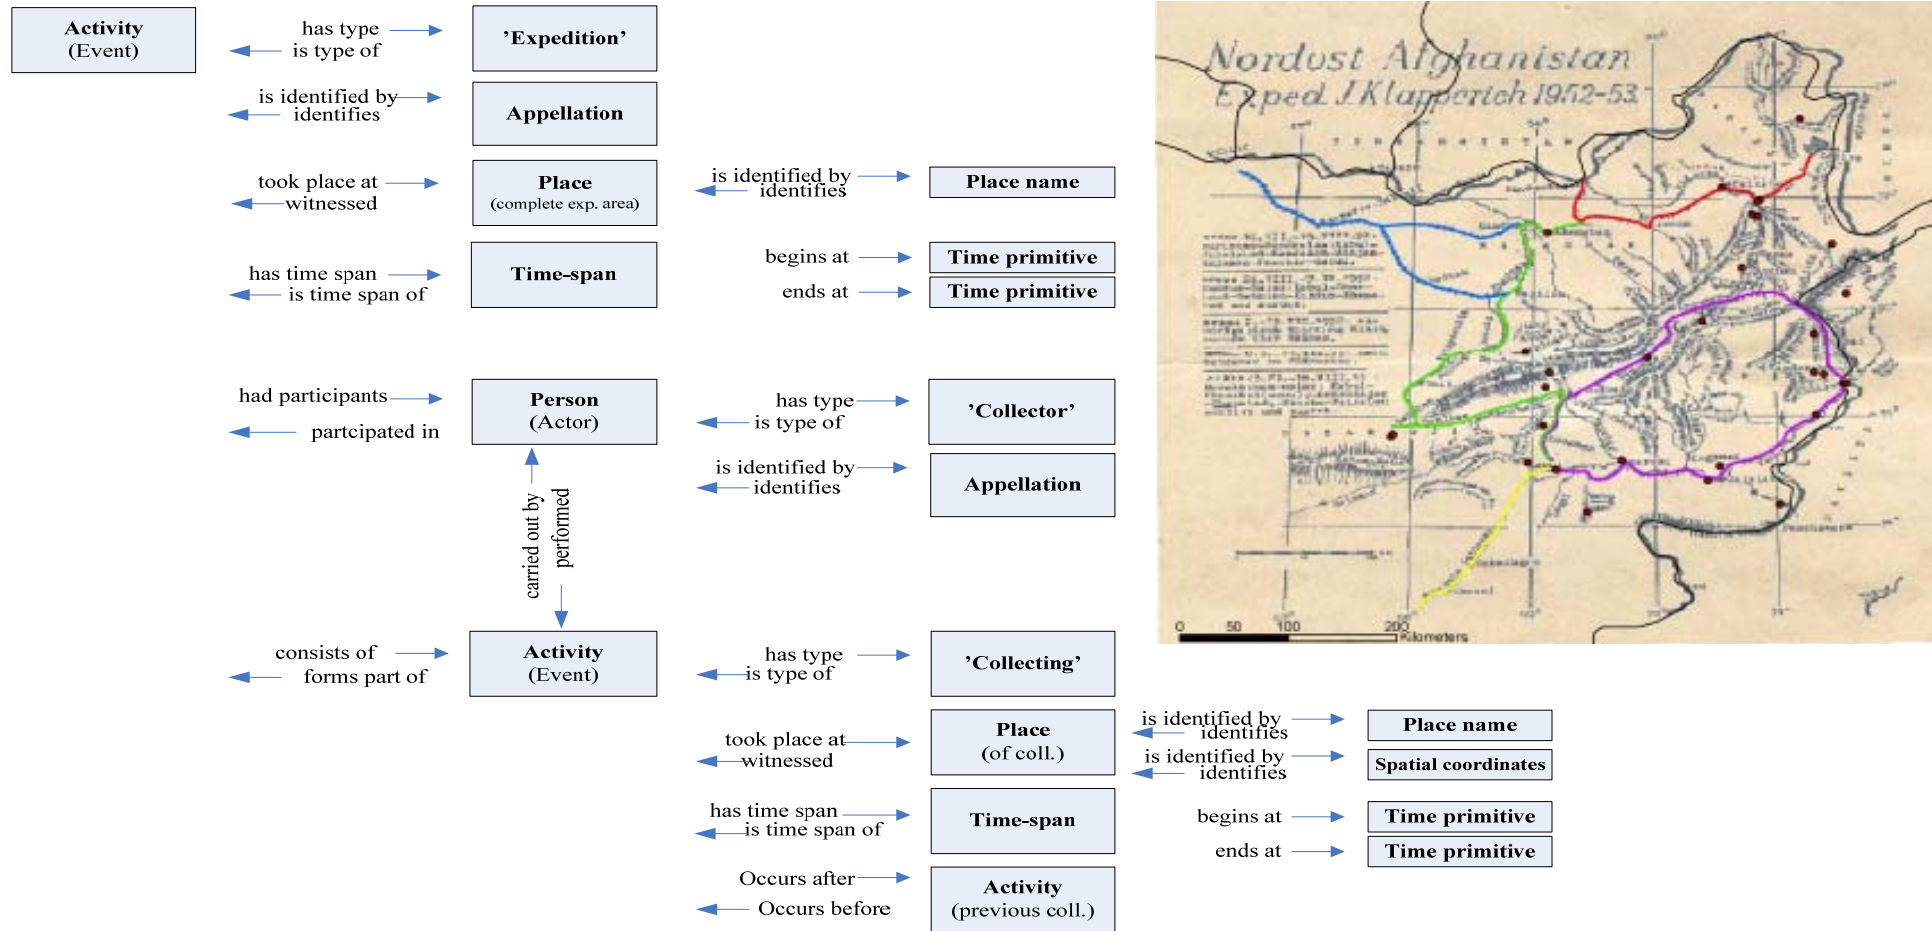 Activity
(Event)
has type
is type of
'Expedition'
is identified by
identifies
Appellation
took place at
witnessed
Place
(complete exp. area)
is identified by
identifies
Place name
has time span
is time span of
Time-span
begins at
Time primitive
ends at
Time primitive
had participants
partcipated in
Person
(Actor)
has type
is type of
'Collector'
is identified by
identifies
Appellation
carried out by
performed
consists of
forms part of
Activity
(Event)
has type
is type of
'Collecting'
took place at
witnessed
Place
(of coll.)
is identified by
identifies
Place name
is identified by
identifies
Spatial coordinates
has time span
is time span of
Time-span
begins at
Time primitive
ends at
Time primitive
Occurs after
Occurs before
Activity
(previous coll.)
Nordost Afghanistan
Exped. J. Klapperich 1952-53
0 50 100 200
Kilometers